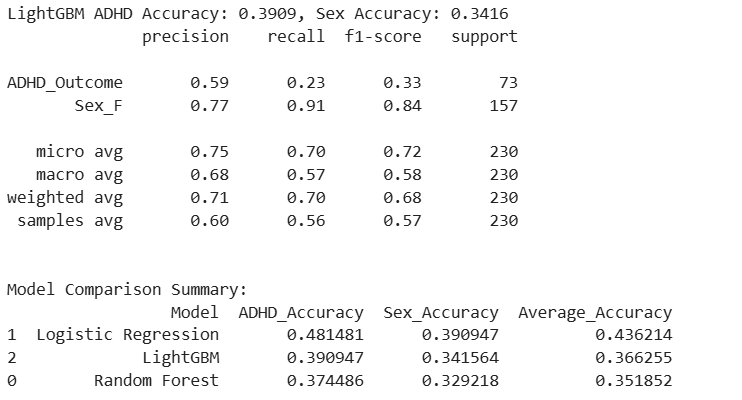 LightGBM ADHD Accuracy: 0.3909, Sex Accuracy: 0.3416
precision recall f1-score support
ADHD_Outcome 0.59 0.23 0.33 73
Sex_F 0.77 0.91 0.84 157
micro avg 0.75 0.70 0.72 230
macro avg 0.68 0.57 0.58 230
weighted avg 0.71 0.70 0.68 230
samples avg 0.60 0.56 0.57 230
Model Comparison Summary:
Model ADHD_Accuracy Sex_Accuracy Average_Accuracy
1 Logistic Regression 0.481481 0.390947 0.436214
2 LightGBM 0.390947 0.341564 0.366255
0 Random Forest 0.374486 0.329218 0.351852